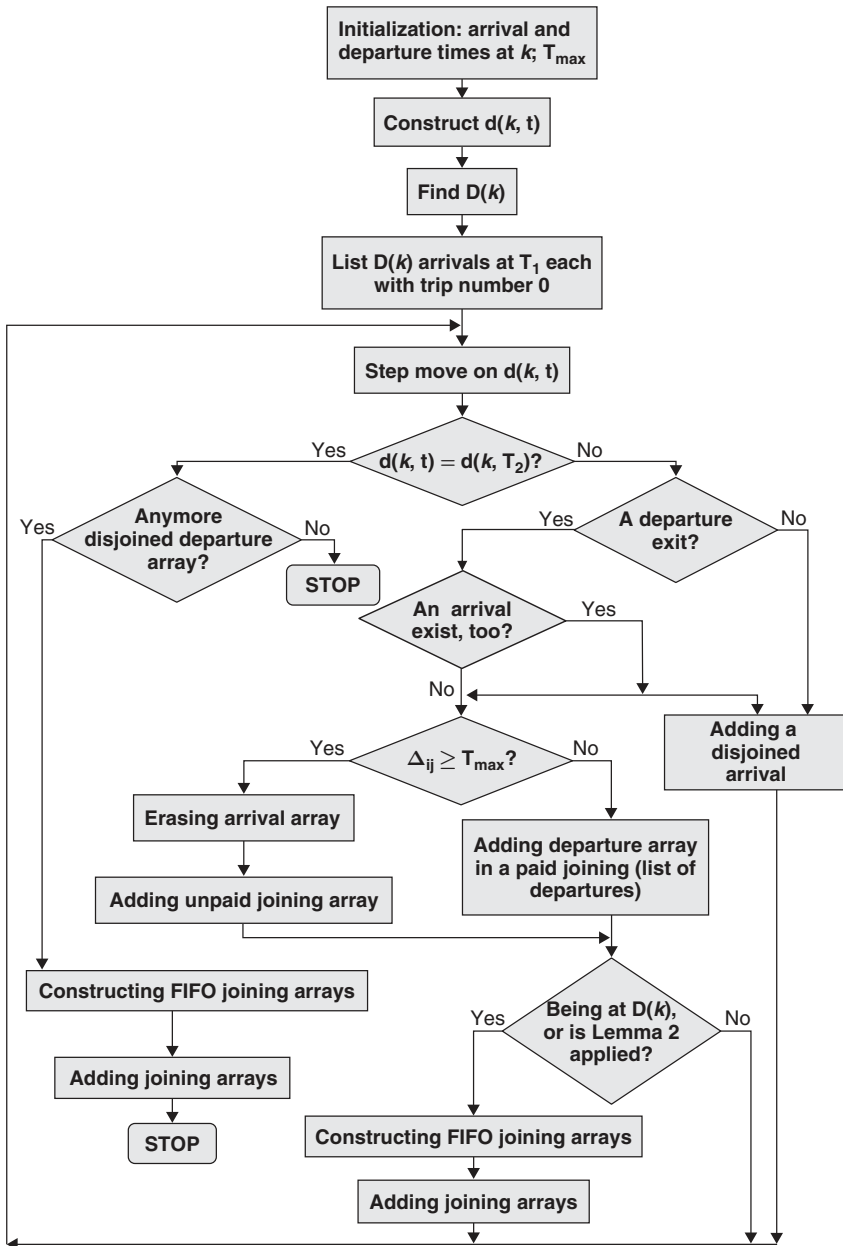 Initialization: arrival and
departure times at k; Tmax
Construct d(k, t)
Find D(k)
List D(k) arrivals at T1 each
with trip number 0
Step move on d(k, t)
Yes
d(k, t) = d(k, T2)?
No
Yes
Anymore
disjoined departure
array?
No
STOP
Yes
A departure
exit?
No
An arrival
exist, too?
Yes
No
Adding a
disjoined
arrival
Yes
Δij ≥ Tmax?
No
Erasing arrival array
Adding unpaid joining array
Adding departure array
in a paid joining (list of
departures)
Constructing FIFO joining arrays
Adding joining arrays
STOP
Yes
Being at D(k),
or is Lemma 2
applied?
No
Constructing FIFO joining arrays
Adding joining arrays